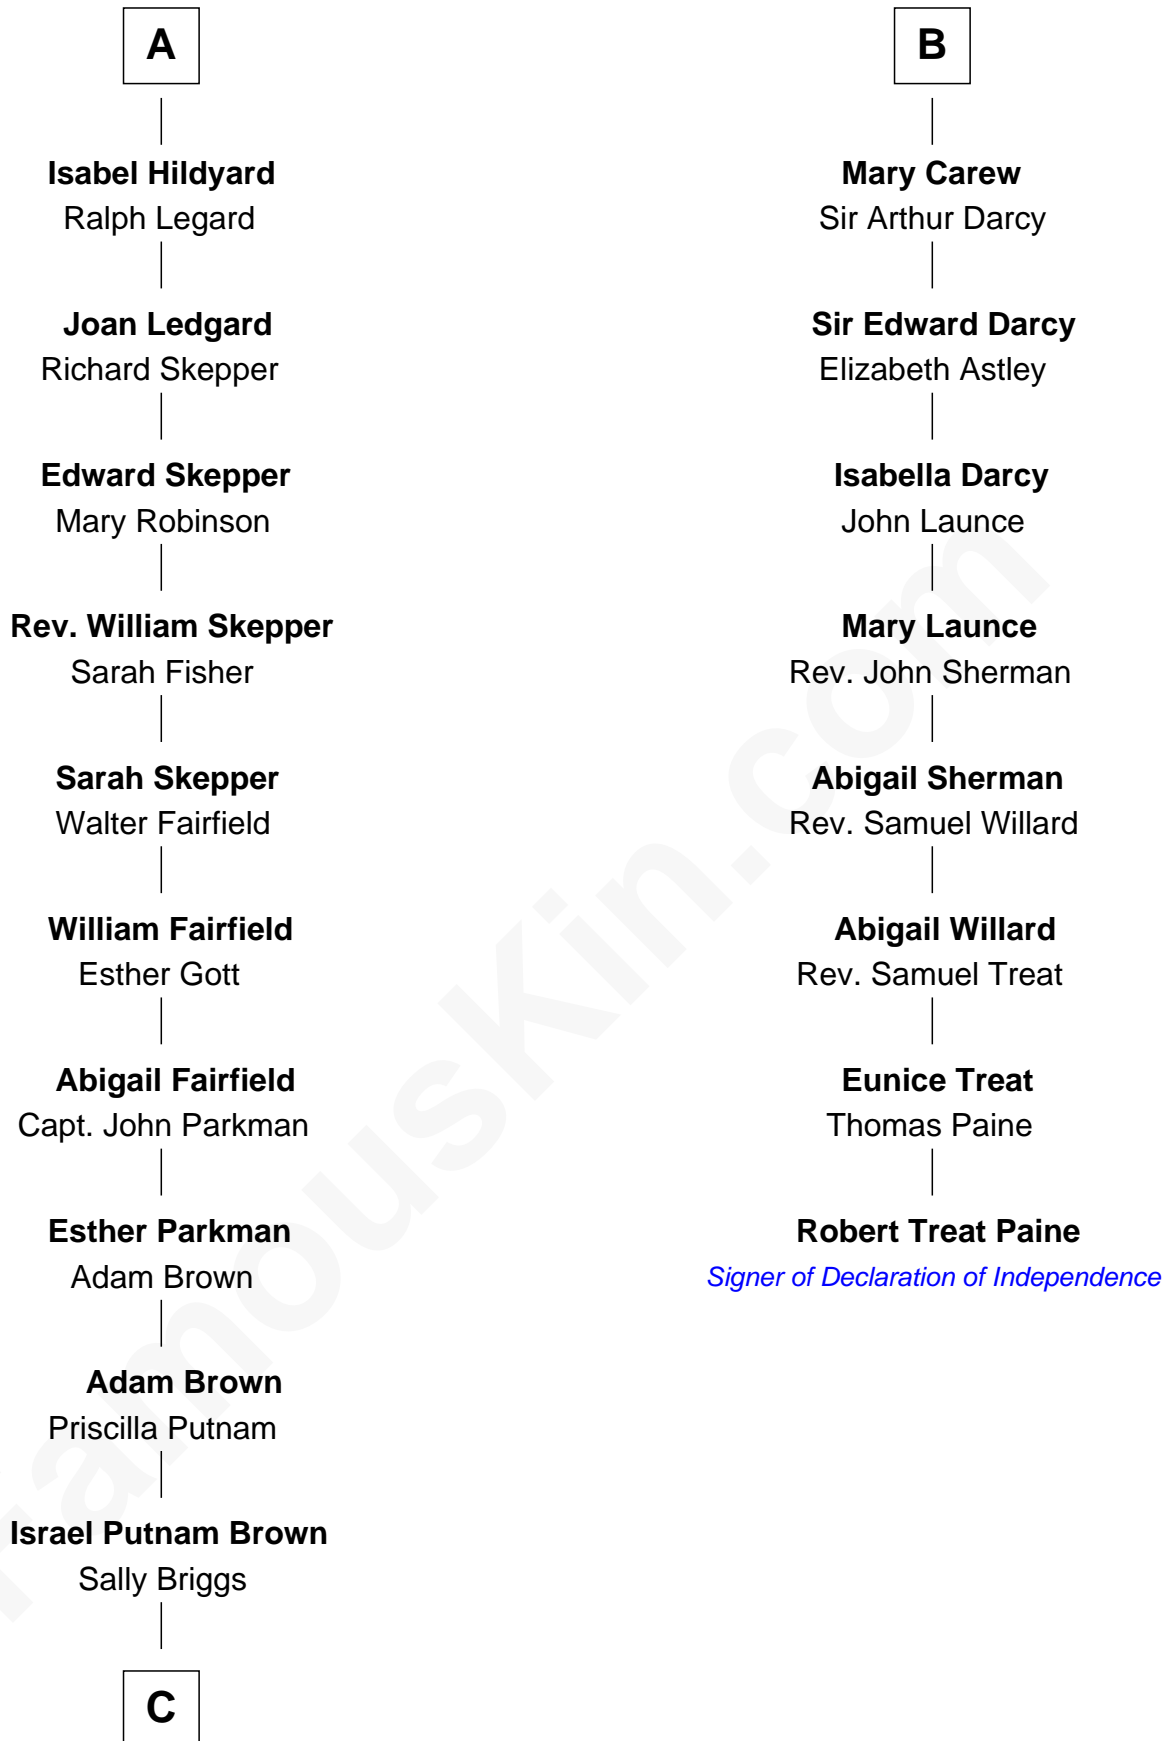 A
Isabel Hildyard
Ralph Legard
Joan Ledgard
Richard Skepper
Edward Skepper
Mary Robinson
Rev. William Skepper
Sarah Fisher
Sarah Skepper
Walter Fairfield
William Fairfield
Esther Gott
Abigail Fairfield
Capt. John Parkman
Esther Parkman
Adam Brown
Adam Brown
Priscilla Putnam
Israel Putnam Brown
Sally Briggs
C
B
Mary Carew
Sir Arthur Darcy
Sir Edward Darcy
Elizabeth Astley
Isabella Darcy
John Launce
Mary Launce
Rev. John Sherman
Abigail Sherman
Rev. Samuel Willard
Abigail Willard
Rev. Samuel Treat
Eunice Treat
Thomas Paine
Robert Treat Paine
Signer of Declaration of Independence
FamousKin.com